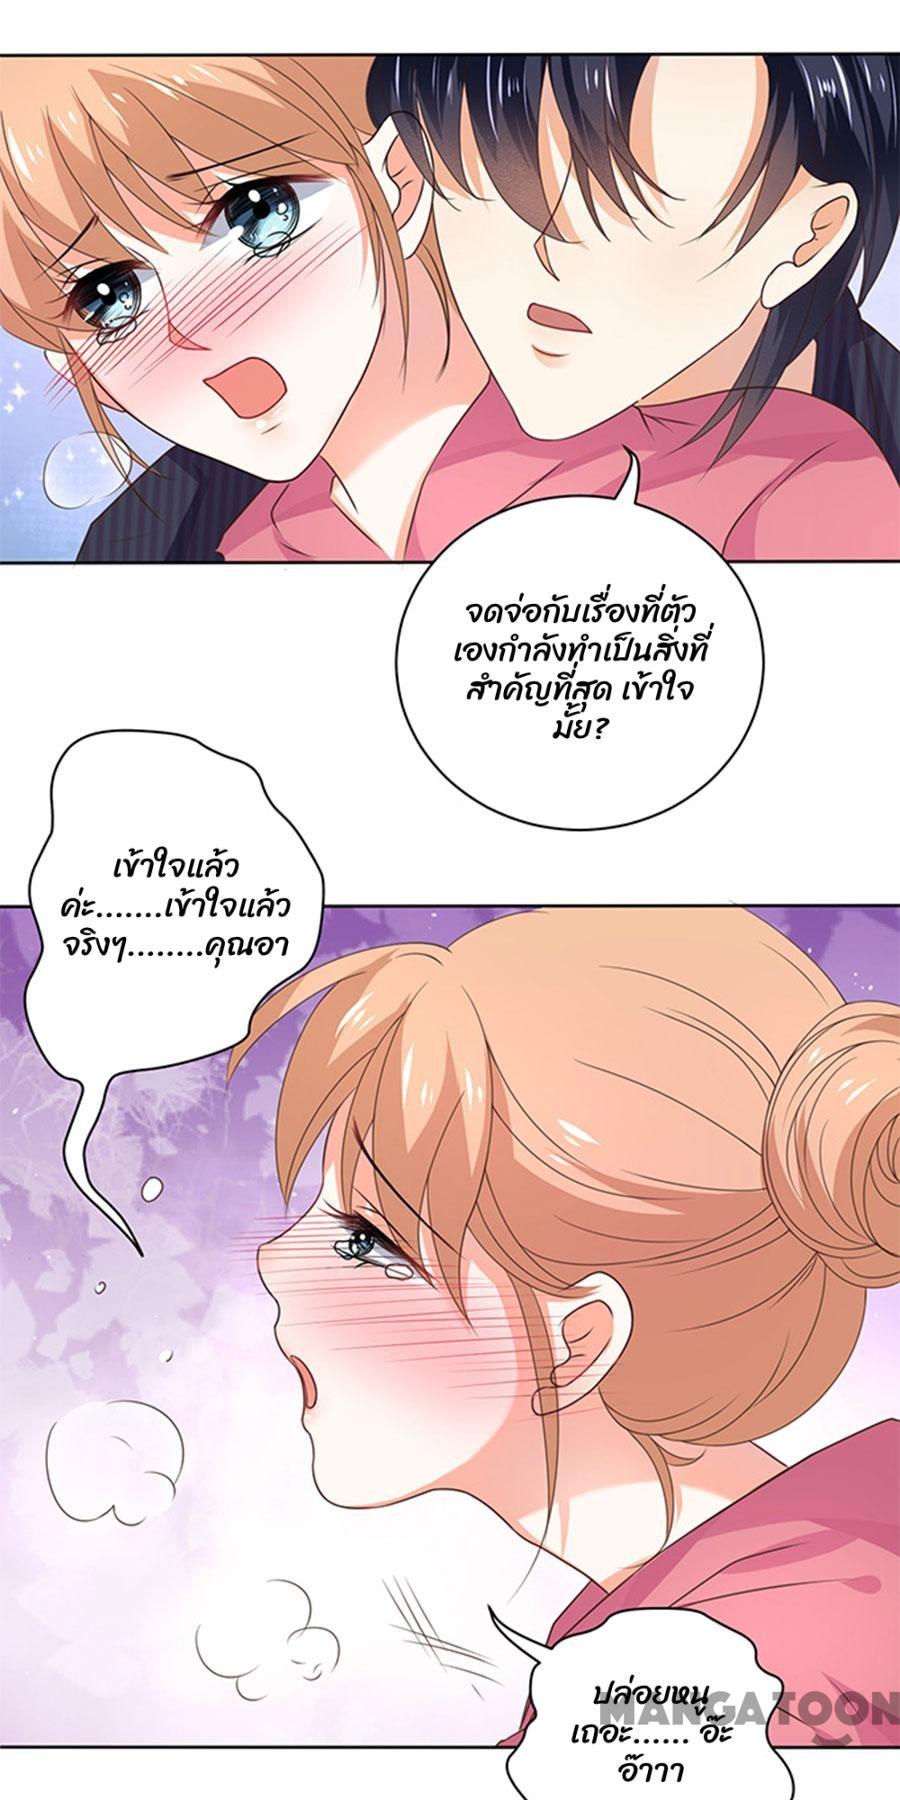 จดจ่อกับเรื่องที่ตัว
เองกำลังทำเป็นสิ่งที่
สำคัญที่สุด เข้าใจ
มั้ย?
เข้าใจแล้ว
ค่ะ.......เข้าใจแล้ว
จริงๆ........คุณอา
ปล่อยหนู
เถอะ...... อ๊ะ
อ๊าาา
MANGATOON